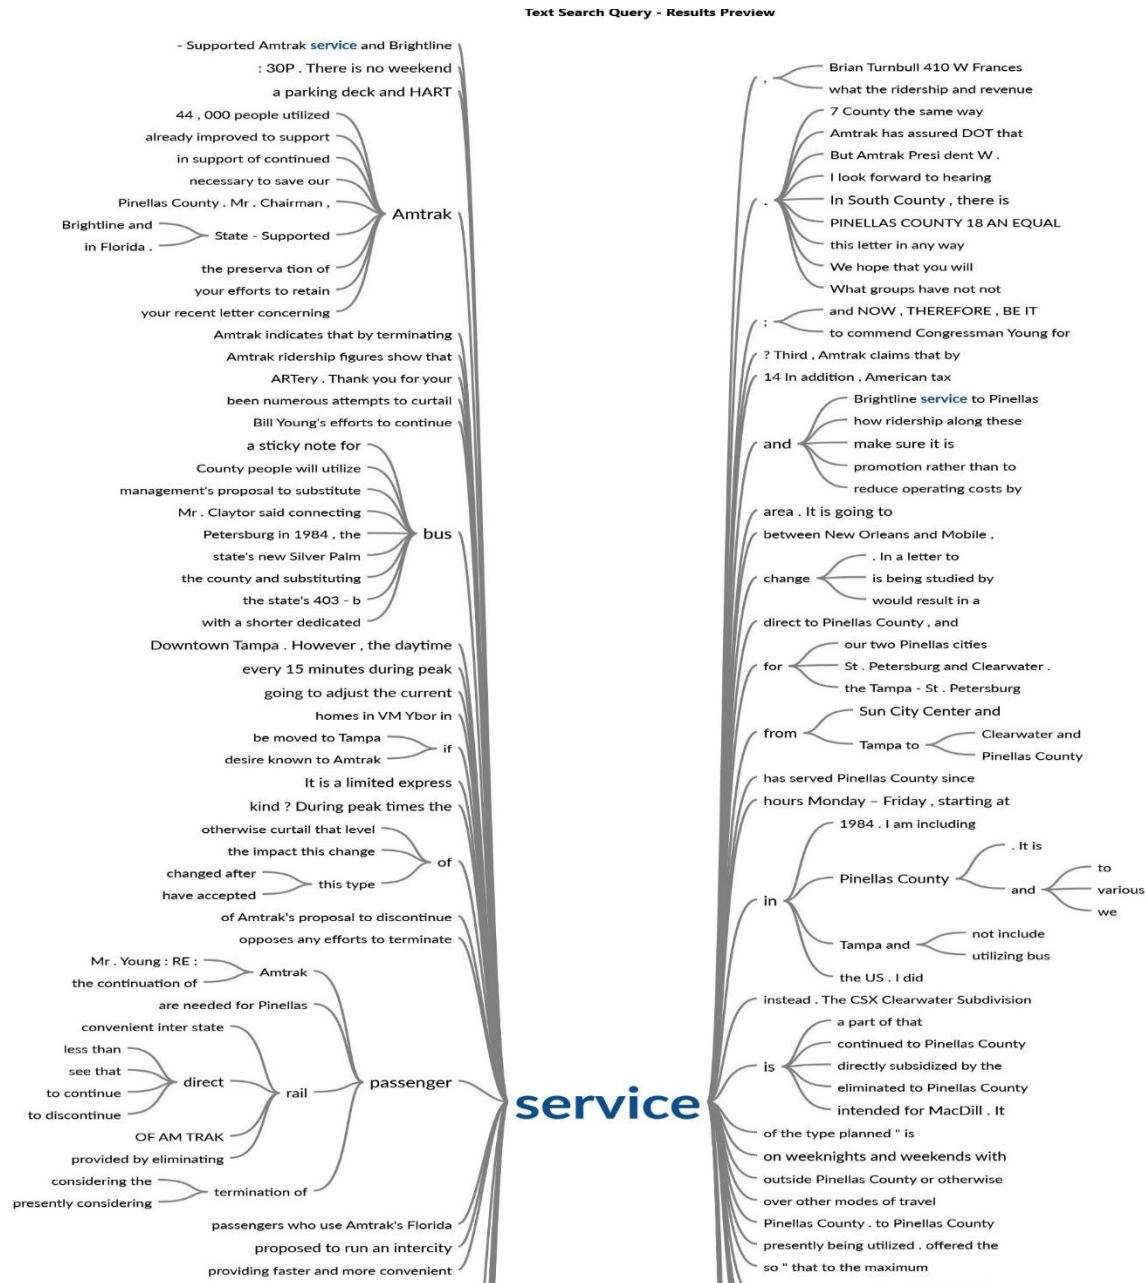 Text Search Query - Results Preview
- Supported Amtrak service and Brightline
: 30P . There is no weekend
a parking deck and HART
44 , 000 people utilized
already improved to support
in support of continued
necessary to save our
Pinellas County . Mr . Chairman ,
Brightline and
in Florida .
State - Supported
the preserva tion of
your efforts to retain
your recent letter concerning
Amtrak
Amtrak indicates that by terminating
Amtrak ridership figures show that
ARTery . Thank you for your
been numerous attempts to curtail
Bill Young's efforts to continue
a sticky note for
County people will utilize
management's proposal to substitute
Mr . Claytor said connecting
Petersburg in 1984 , the
state's new Silver Palm
the county and substituting
the state's 403 - b
with a shorter dedicated
bus
Downtown Tampa . However , the daytime
every 15 minutes during peak
going to adjust the current
homes in VM Ybor in
be moved to Tampa
desire known to Amtrak
if
It is a limited express
kind ? During peak times the
otherwise curtail that level
the impact this change
changed after
have accepted
this type
of
of Amtrak's proposal to discontinue
opposes any efforts to terminate
Mr . Young : RE :
the continuation of
Amtrak
are needed for Pinellas
convenient inter state
less than
see that
to continue
to discontinue
direct
OF AM TRAK
provided by eliminating
rail
considering the
presently considering
termination of
passenger
passengers who use Amtrak's Florida
proposed to run an intercity
providing faster and more convenient
service
,
Brian Turnbull 410 W Frances
what the ridership and revenue
.
7 County the same way
Amtrak has assured DOT that
But Amtrak Presi dent W .
I look forward to hearing
In South County , there is
PINELLAS COUNTY 18 AN EQUAL
this letter in any way
We hope that you will
What groups have not not
;
and NOW , THEREFORE , BE IT
to commend Congressman Young for
? Third , Amtrak claims that by
14 In addition , American tax
and
Brightline service to Pinellas
how ridership along these
make sure it is
promotion rather than to
reduce operating costs by
area . It is going to
between New Orleans and Mobile ,
change
. In a letter to
is being studied by
would result in a
direct to Pinellas County , and
for
our two Pinellas cities
St . Petersburg and Clearwater .
the Tampa - St . Petersburg
from
Sun City Center and
Tampa to
Clearwater and
Pinellas County
has served Pinellas County since
hours Monday – Friday , starting at
in
1984 . I am including
Pinellas County
. It is
and
to
various
we
Tampa and
not include
utilizing bus
the US . I did
instead . The CSX Clearwater Subdivision
is
a part of that
continued to Pinellas County
directly subsidized by the
eliminated to Pinellas County
intended for MacDill . It
of the type planned " is
on weeknights and weekends with
outside Pinellas County or otherwise
over other modes of travel
Pinellas County . to Pinellas County
presently being utilized . offered the
so " that to the maximum